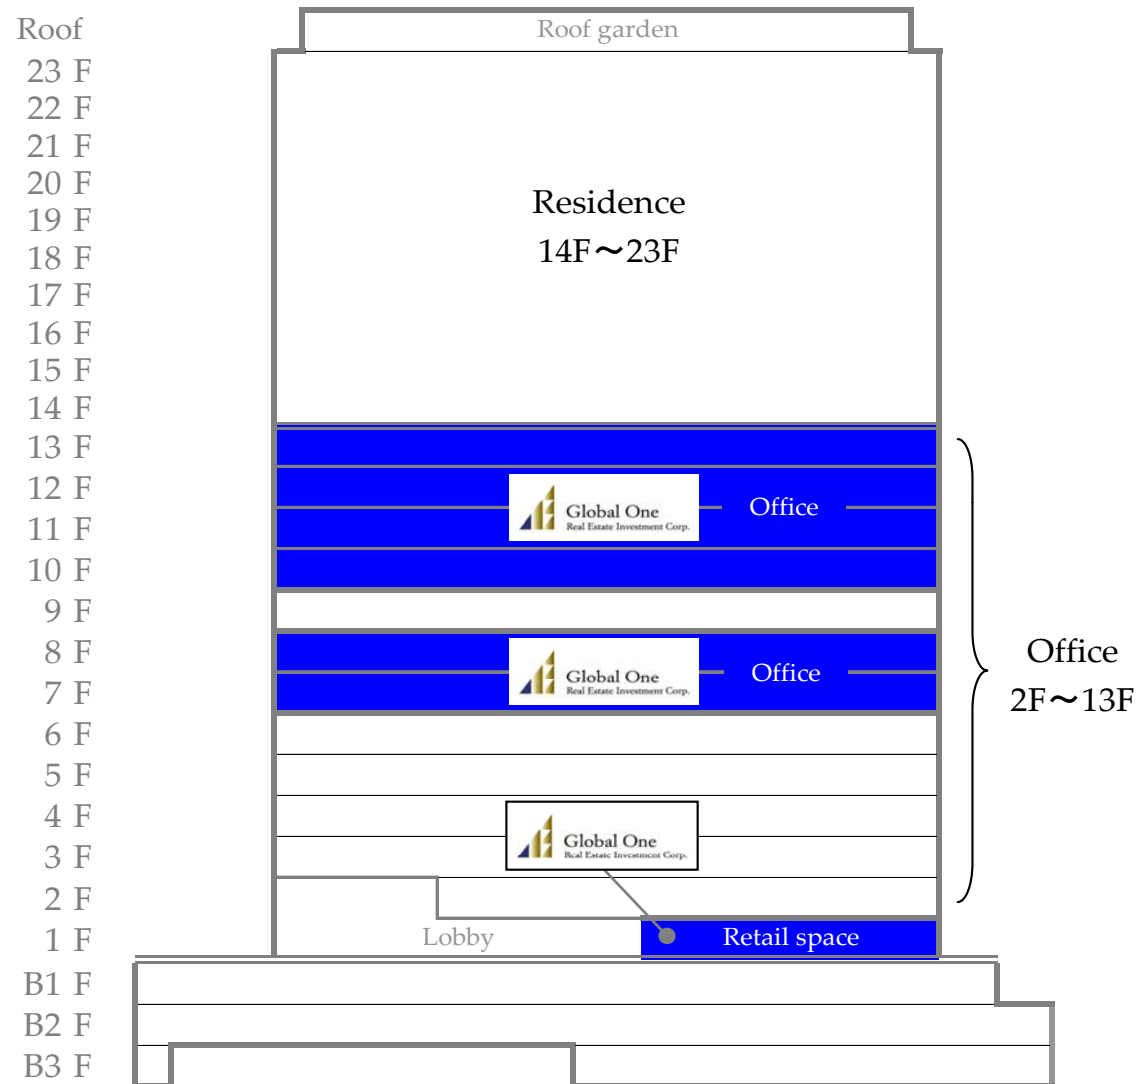 Roof
Roof garden
23 F
22 F
21 F
20 F
19 F
Residence
14F～23F
18 F
17 F
16 F
15 F
14 F
13 F
12 F
Global One
Real Estate Investment Corp.
Office
11 F
10 F
9 F
8 F
Global One
Real Estate Investment Corp.
Office
7 F
Office
2F～13F
6 F
5 F
4 F
Global One
Real Estate Investment Corp.
3 F
2 F
1 F
Lobby
Retail space
B1 F
B2 F
B3 F